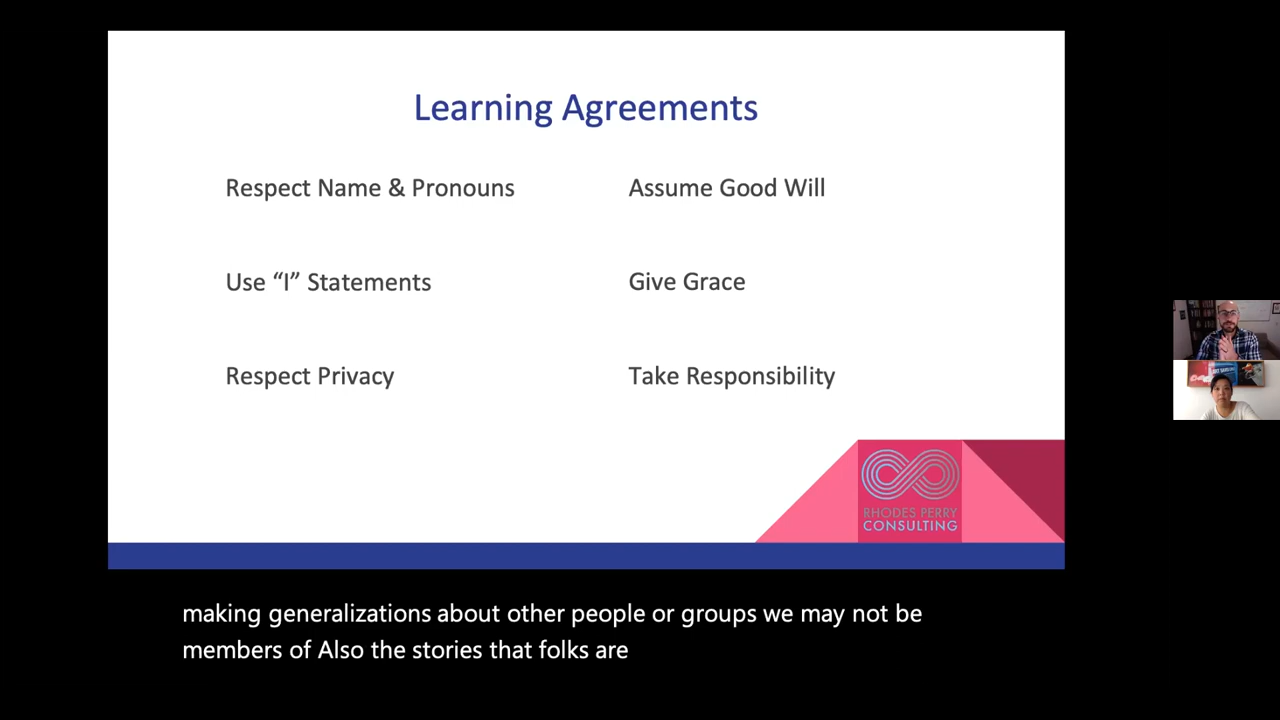 Learning Agreements
Respect Name & Pronouns
Assume Good Will
Use “I” Statements
Give Grace
Respect Privacy
Take Responsibility
RHODES PERRY
CONSULTING
making generalizations about other people or groups we may not be
members of Also the stories that folks are